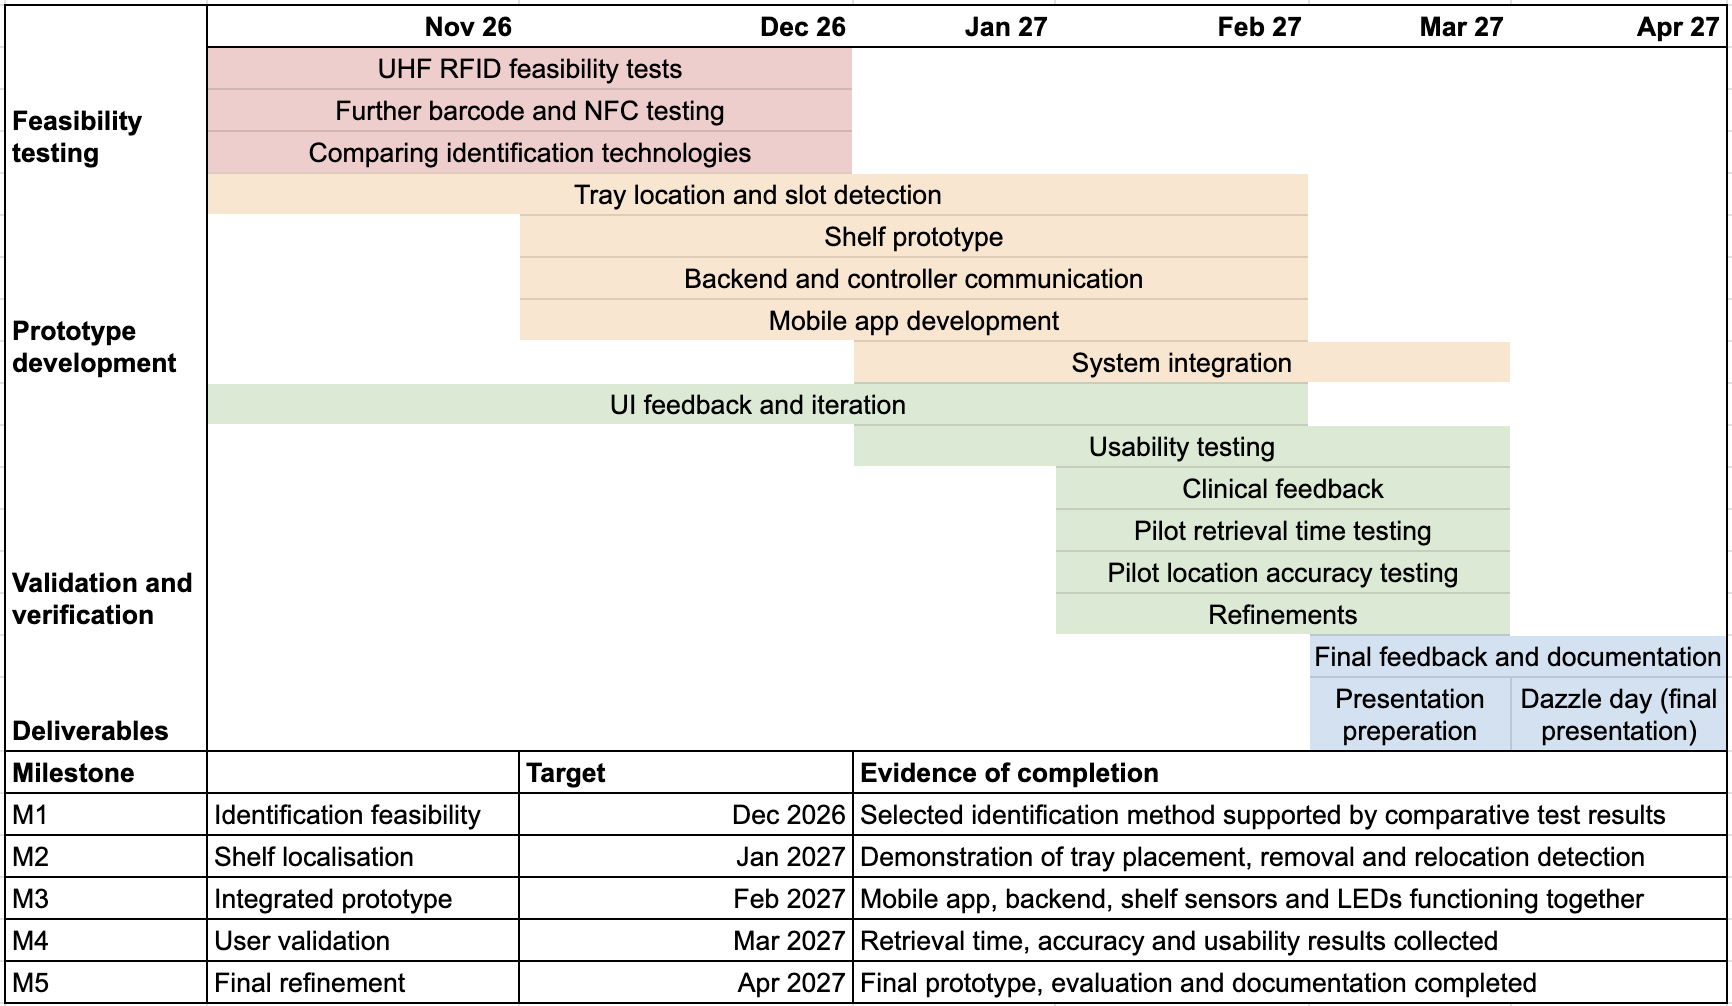 Nov 26 Dec 26 Jan 27 Feb 27 Mar 27 Apr 27
Feasibility
testing
UHF RFID feasibility tests
Further barcode and NFC testing
Comparing identification technologies
Prototype
development
Tray location and slot detection
Shelf prototype
Backend and controller communication
Mobile app development
System integration
Validation and
verification
UI feedback and iteration
Usability testing
Clinical feedback
Pilot retrieval time testing
Pilot location accuracy testing
Refinements
Deliverables
Final feedback and documentation
Presentation
preperation
Dazzle day (final
presentation)
Milestone Target Evidence of completion
M1 Identification feasibility Dec 2026 Selected identification method supported by comparative test results
M2 Shelf localisation Jan 2027 Demonstration of tray placement, removal and relocation detection
M3 Integrated prototype Feb 2027 Mobile app, backend, shelf sensors and LEDs functioning together
M4 User validation Mar 2027 Retrieval time, accuracy and usability results collected
M5 Final refinement Apr 2027 Final prototype, evaluation and documentation completed